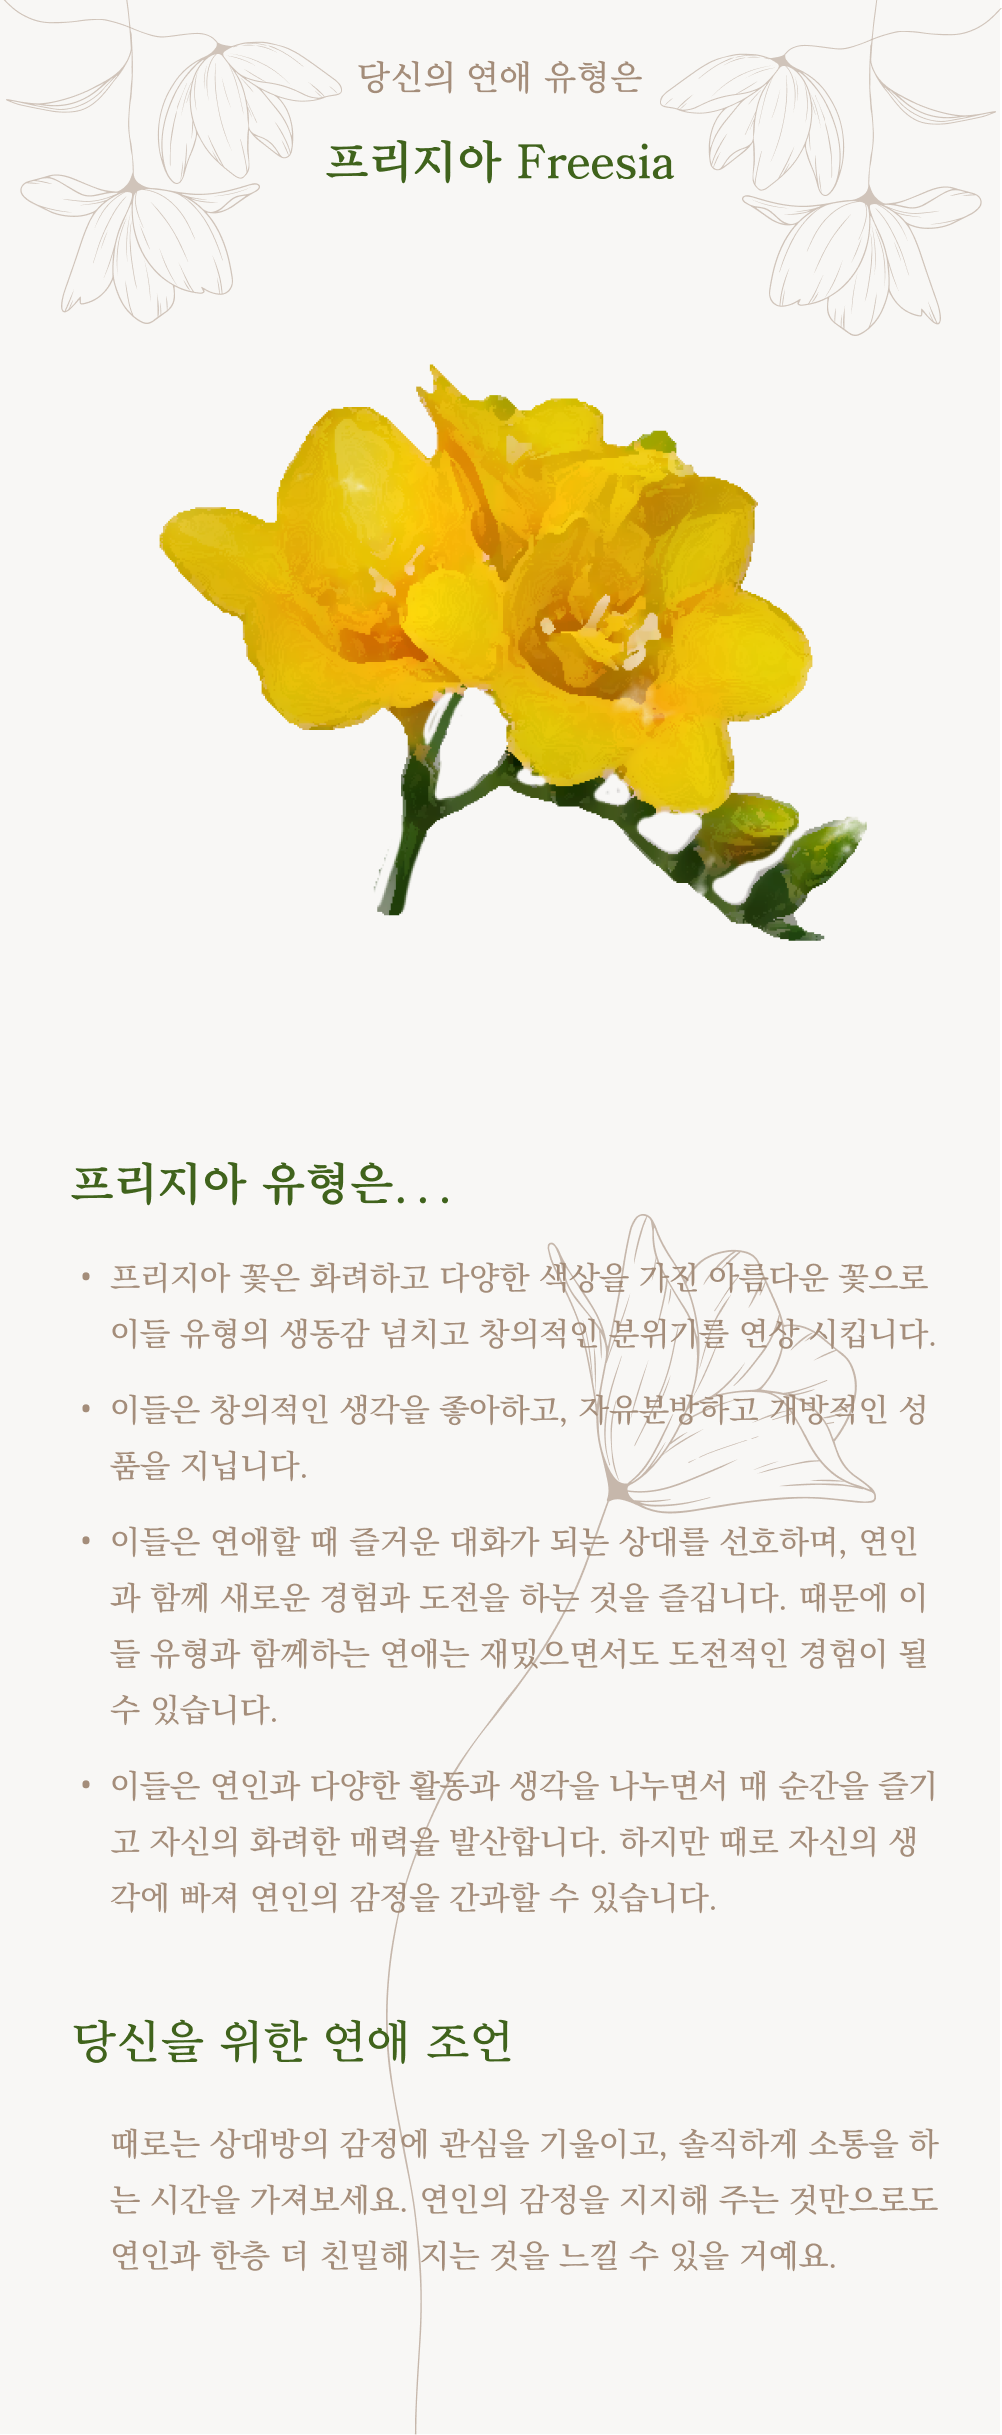 당신의 연애 유형은
프리지아 Freesia
프리지아 유형은...
• 프리지아 꽃은 화려하고 다양한 색상을 가진 아름다운 꽃으로
이들 유형의 생동감 넘치고 창의적인 분위기를 연상 시킵니다.
• 이들은 창의적인 생각을 좋아하고, 자유분방하고 개방적인 성
품을 지닙니다.
• 이들은 연애할 때 즐거운 대화가 되는 상대를 선호하며, 연인
과 함께 새로운 경험과 도전을 하는 것을 즐깁니다. 때문에 이
들 유형과 함께하는 연애는 재밌으면서도 도전적인 경험이 될
수 있습니다.
• 이들은 연인과 다양한 활동과 생각을 나누면서 매 순간을 즐기
고 자신의 화려한 매력을 발산합니다. 하지만 때로 자신의 생
각에 빠져 연인의 감정을 간과할 수 있습니다.
당신을 위한 연애 조언
때로는 상대방의 감정에 관심을 기울이고, 솔직하게 소통을 하
는 시간을 가져보세요. 연인의 감정을 지지해 주는 것만으로도
연인과 한층 더 친밀해 지는 것을 느낄 수 있을 거예요.